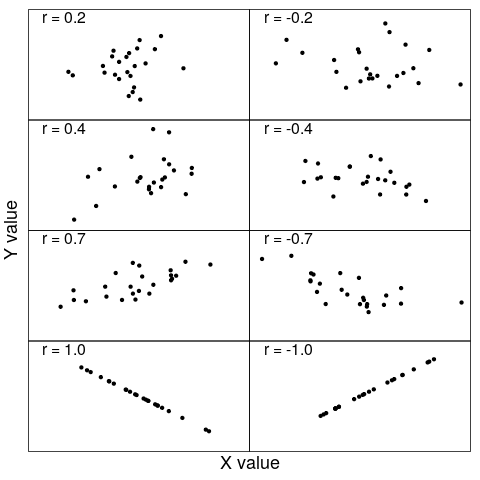 r = 0.2
r = -0.2
r = 0.4
r = -0.4
r = 0.7
r = -0.7
r = 1.0
r = -1.0
Y value
X value